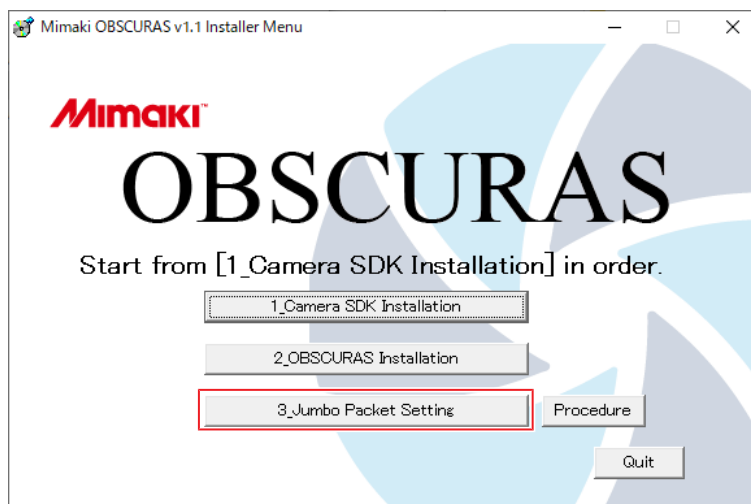 Mimaki OBSCURAS v1.1 Installer Menu
Mimaki™
OBSCURAS
Start from [1_Camera SDK Installation] in order.
1_Camera SDK Installation
2_OBSCURAS Installation
3_Jumbo Packet Setting
Procedure
Quit